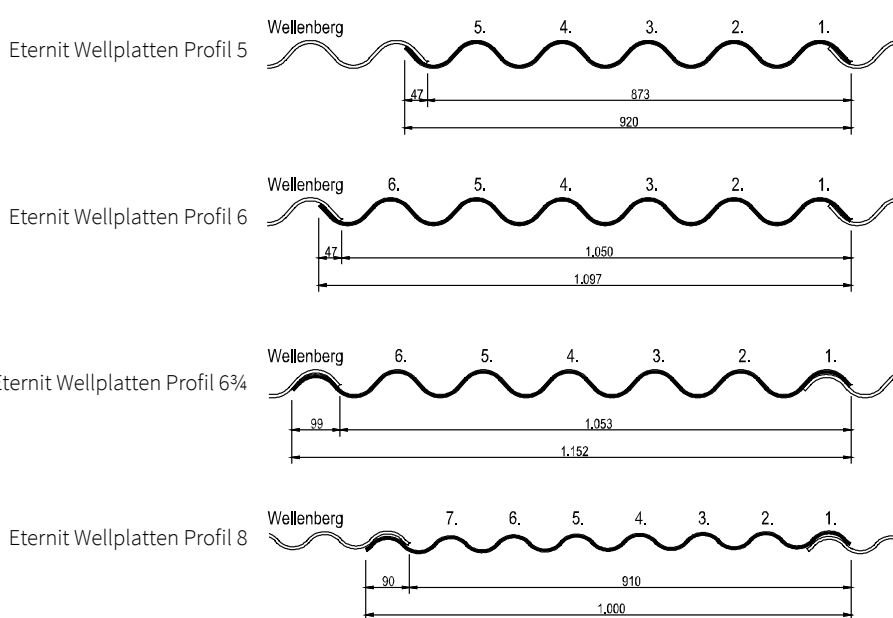 Eternit Wellplatten Profil 5
Wellenberg 5. 4. 3. 2. 1.
47 873
920
Eternit Wellplatten Profil 6
Wellenberg 6. 5. 4. 3. 2. 1.
47 1.050
1.097
Eternit Wellplatten Profil 6¾
Wellenberg 6. 5. 4. 3. 2. 1.
99 1.053
1.152
Eternit Wellplatten Profil 8
Wellenberg 7. 6. 5. 4. 3. 2. 1.
90 910
1.000